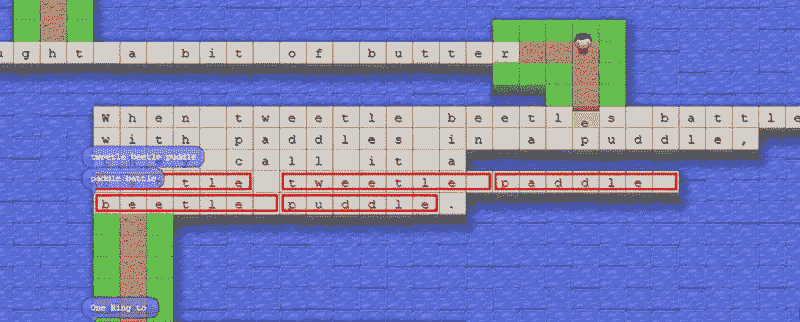 ght a bit of butter
When tweetle beetles battle
with paddles in a puddle,
tweetle beetle puddle
call it a
paddle battle.
tle tweetle paddle
beetle puddle.
One Ring to